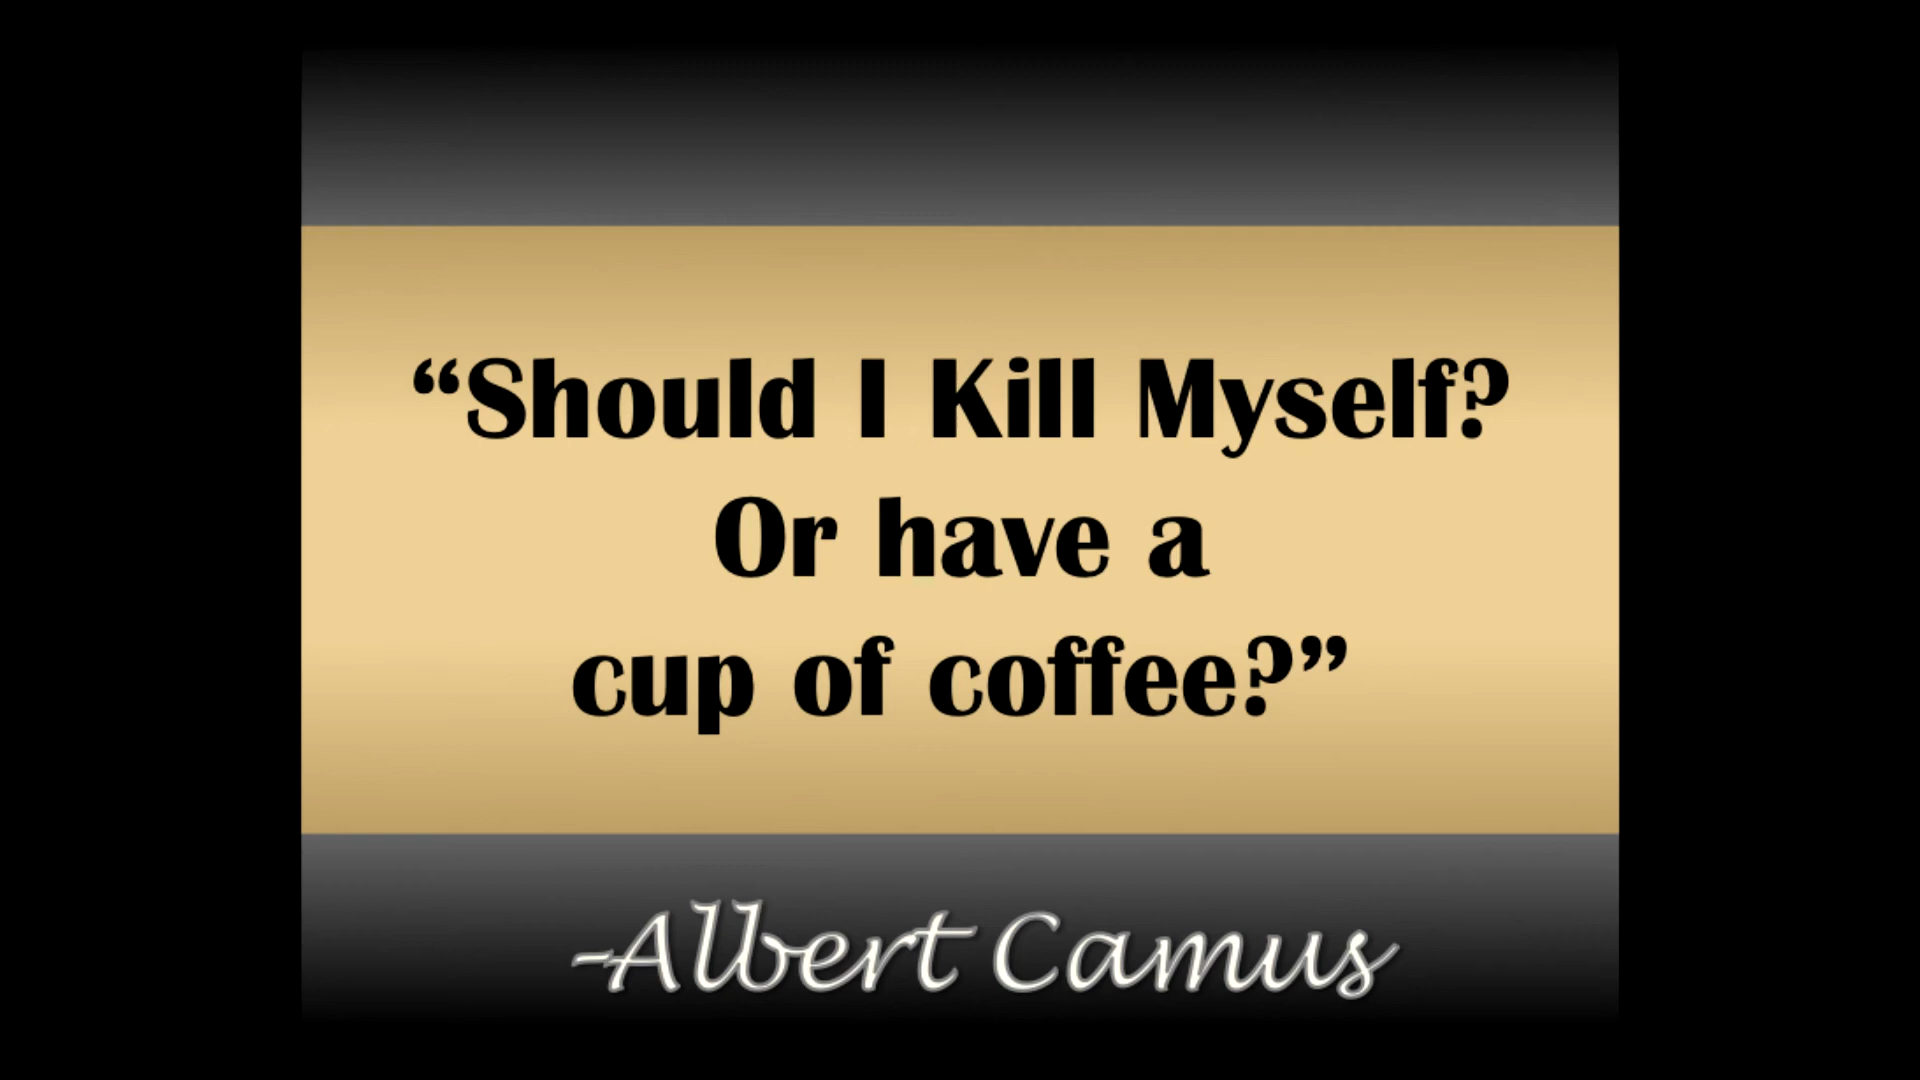 “Should I Kill Myself?
Or have a
cup of coffee?”
-Albert Camus